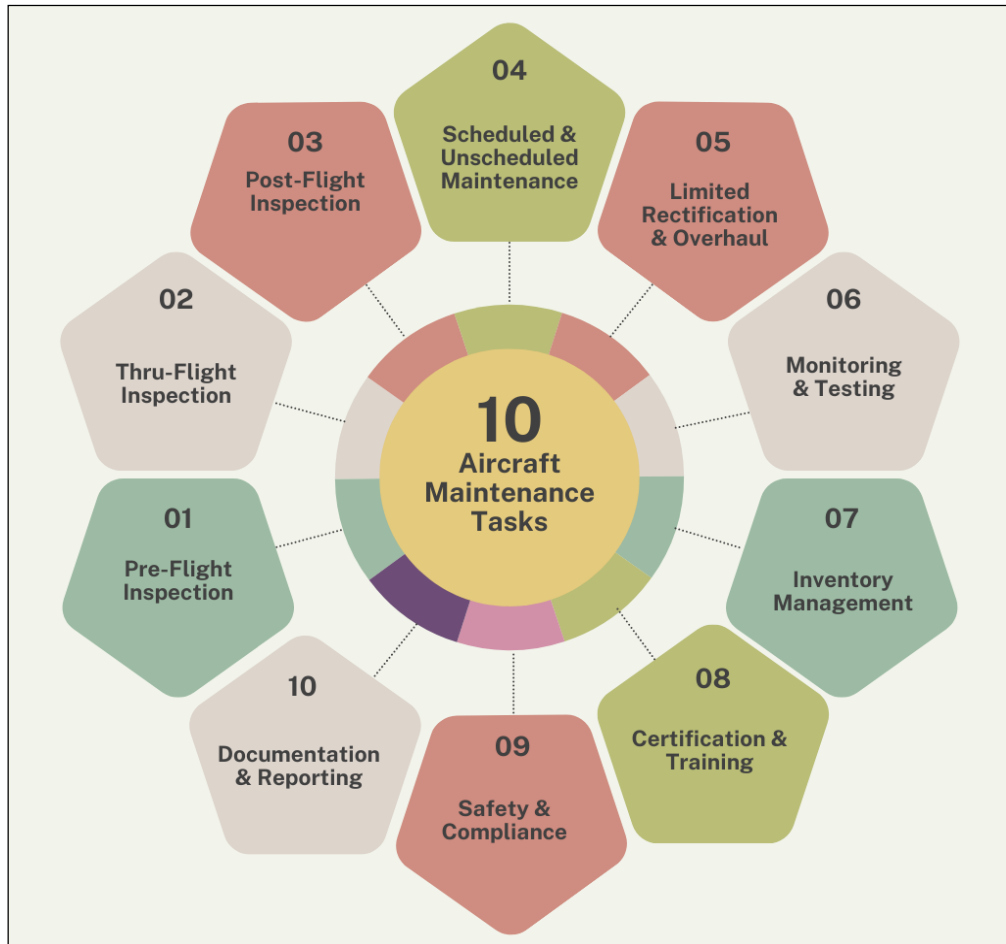 10
Aircraft
Maintenance
Tasks
01
Pre-Flight
Inspection
02
Thru-Flight
Inspection
03
Post-Flight
Inspection
04
Scheduled &
Unscheduled
Maintenance
05
Limited
Rectification
& Overhaul
06
Monitoring
& Testing
07
Inventory
Management
08
Certification &
Training
09
Safety &
Compliance
10
Documentation
& Reporting